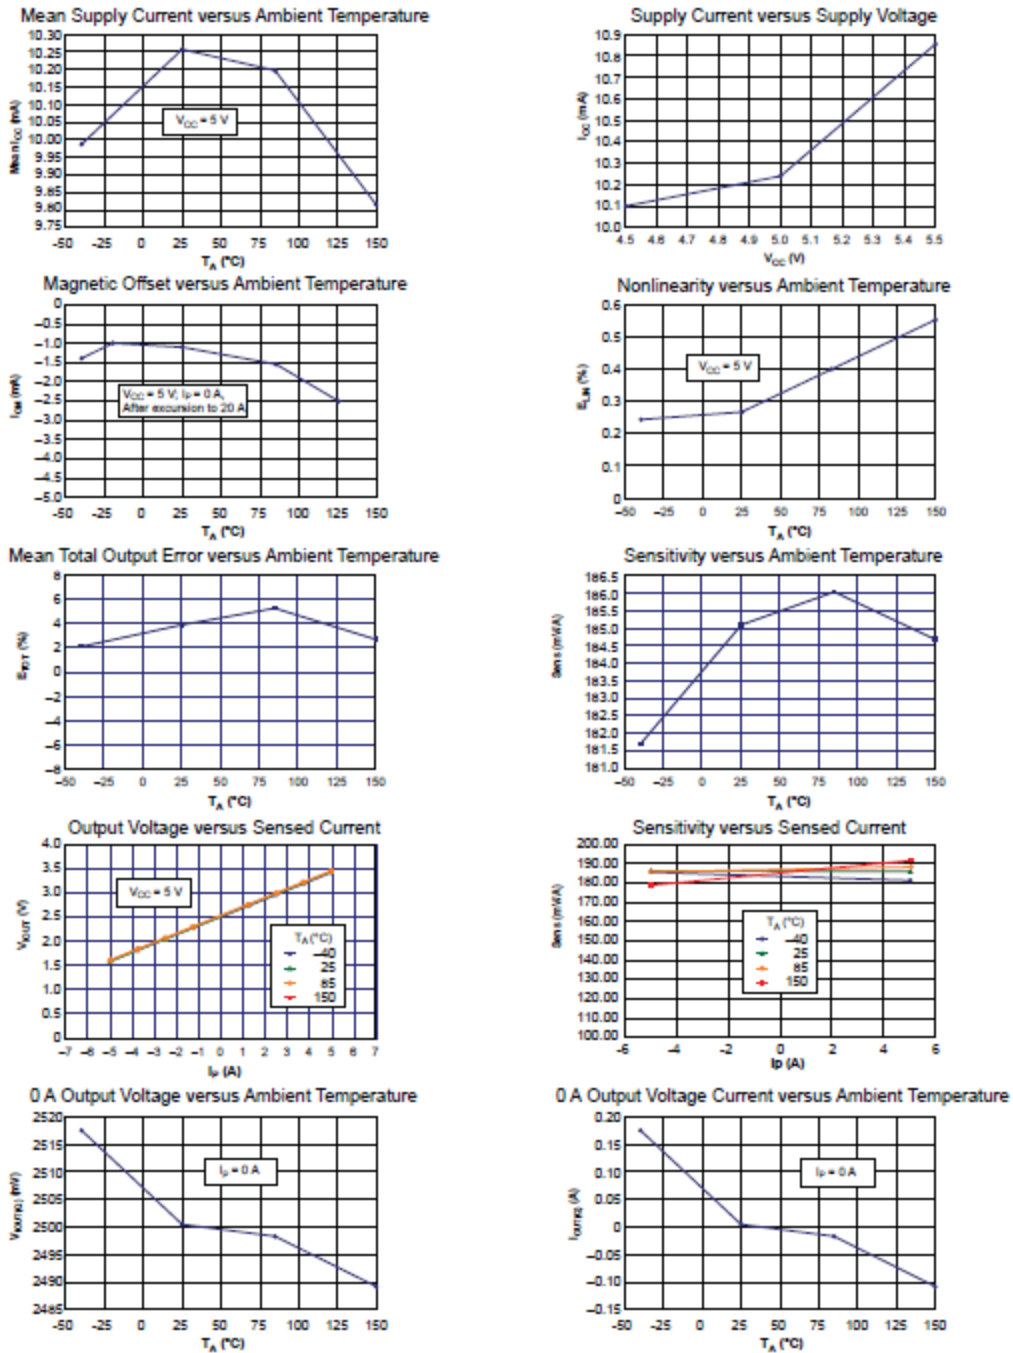 Mean Supply Current versus Ambient Temperature
10.30
10.25
10.20
10.15
10.10
10.05
10.00
9.95
9.90
9.85
9.80
9.75
Mean ICC (mA)
VCC = 5 V
-50 -25 0 25 50 75 100 125 150
TA (°C)
Supply Current versus Supply Voltage
10.9
10.8
10.7
10.6
10.5
10.4
10.3
10.2
10.1
10.0
ICC (mA)
4.5 4.6 4.7 4.8 4.9 5.0 5.1 5.2 5.3 5.4 5.5
VCC (V)
Magnetic Offset versus Ambient Temperature
0
–0.5
–1.0
–1.5
–2.0
–2.5
–3.0
–3.5
–4.0
–4.5
–5.0
IOM (mA)
VCC = 5 V; IP = 0 A,
After excursion to 20 A
-50 -25 0 25 50 75 100 125 150
TA (°C)
Nonlinearity versus Ambient Temperature
0.6
0.5
0.4
0.3
0.2
0.1
0
ELIN (%)
VCC = 5 V
–50 –25 0 25 50 75 100 125 150
TA (°C)
Mean Total Output Error versus Ambient Temperature
8
6
4
2
0
–2
–4
–6
–8
ETOT (%)
–50 –25 0 25 50 75 100 125 150
TA (°C)
Sensitivity versus Ambient Temperature
186.5
186.0
185.5
185.0
184.5
184.0
183.5
183.0
182.5
182.0
181.5
181.0
Sens (mV/A)
–50 –25 0 25 50 75 100 125 150
TA (°C)
Output Voltage versus Sensed Current
4.0
3.5
3.0
2.5
2.0
1.5
1.0
0.5
0
VIOUT (V)
VCC = 5 V
TA (°C)
–40
25
85
150
–7 –6 –5 –4 –3 –2 –1 0 1 2 3 4 5 6 7
IP (A)
Sensitivity versus Sensed Current
200.00
190.00
180.00
170.00
160.00
150.00
140.00
130.00
120.00
110.00
100.00
Sens (mV/A)
TA (°C)
–40
25
85
150
-6 -4 -2 0 2 4 6
Ip (A)
0 A Output Voltage versus Ambient Temperature
2520
2515
2510
2505
2500
2495
2490
2485
VIOUT(Q) (mV)
IP = 0 A
-50 -25 0 25 50 75 100 125 150
TA (°C)
0 A Output Voltage Current versus Ambient Temperature
0.20
0.15
0.10
0.05
0
–0.05
–0.10
–0.15
IOUT(Q) (A)
IP = 0 A
-50 -25 0 25 50 75 100 125 150
TA (°C)